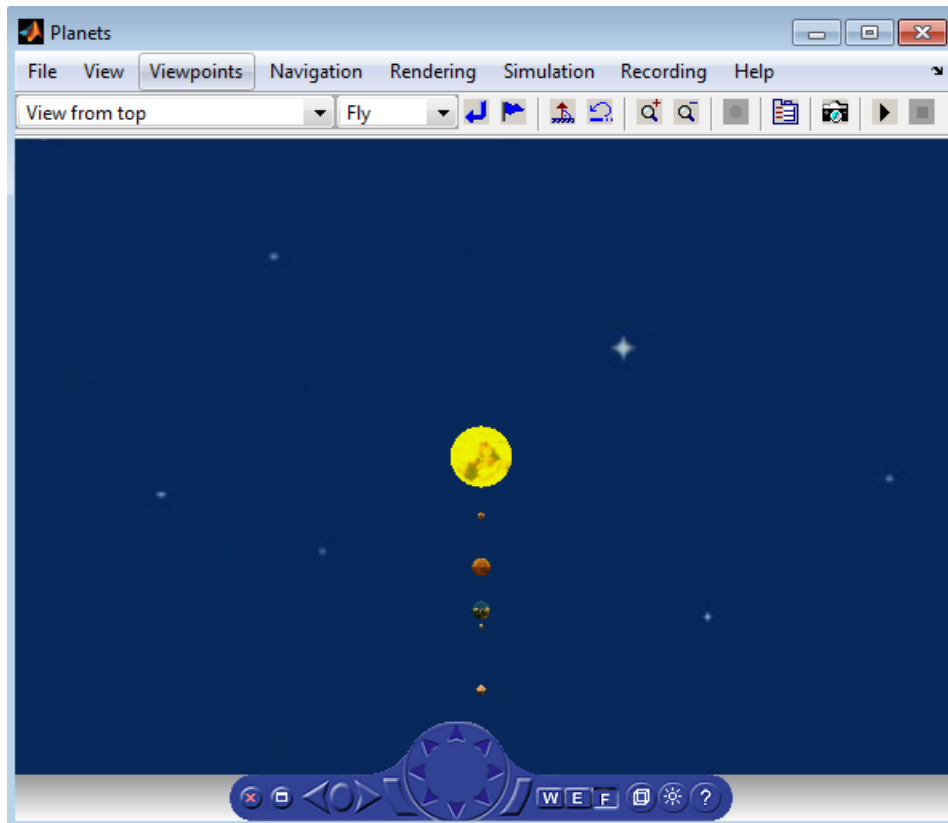 Planets
File View Viewpoints Navigation Rendering Simulation Recording Help
View from top Fly
W E F ?